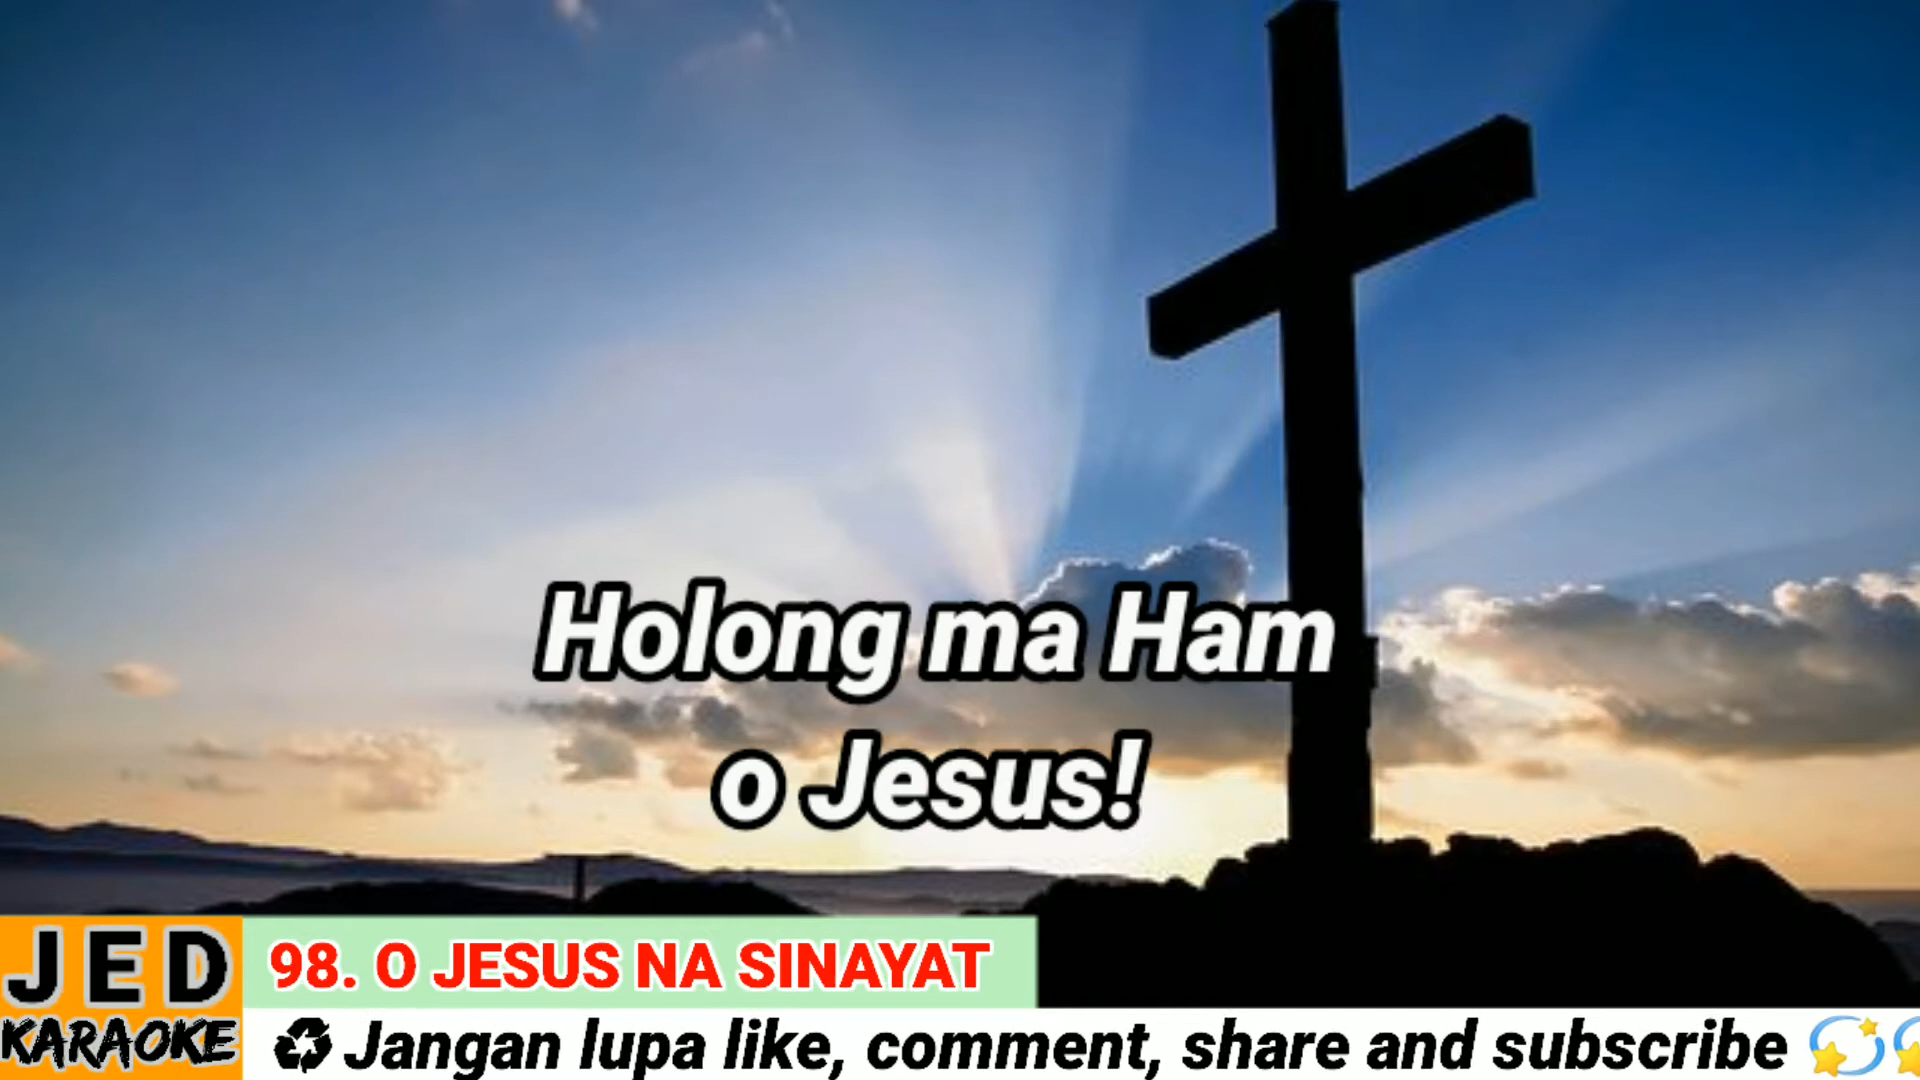 Holong ma Ham
o Jesus!
JED
KARAOKE
98. O JESUS NA SINAYAT
♻ Jangan lupa like, comment, share and subscribe 💫💫